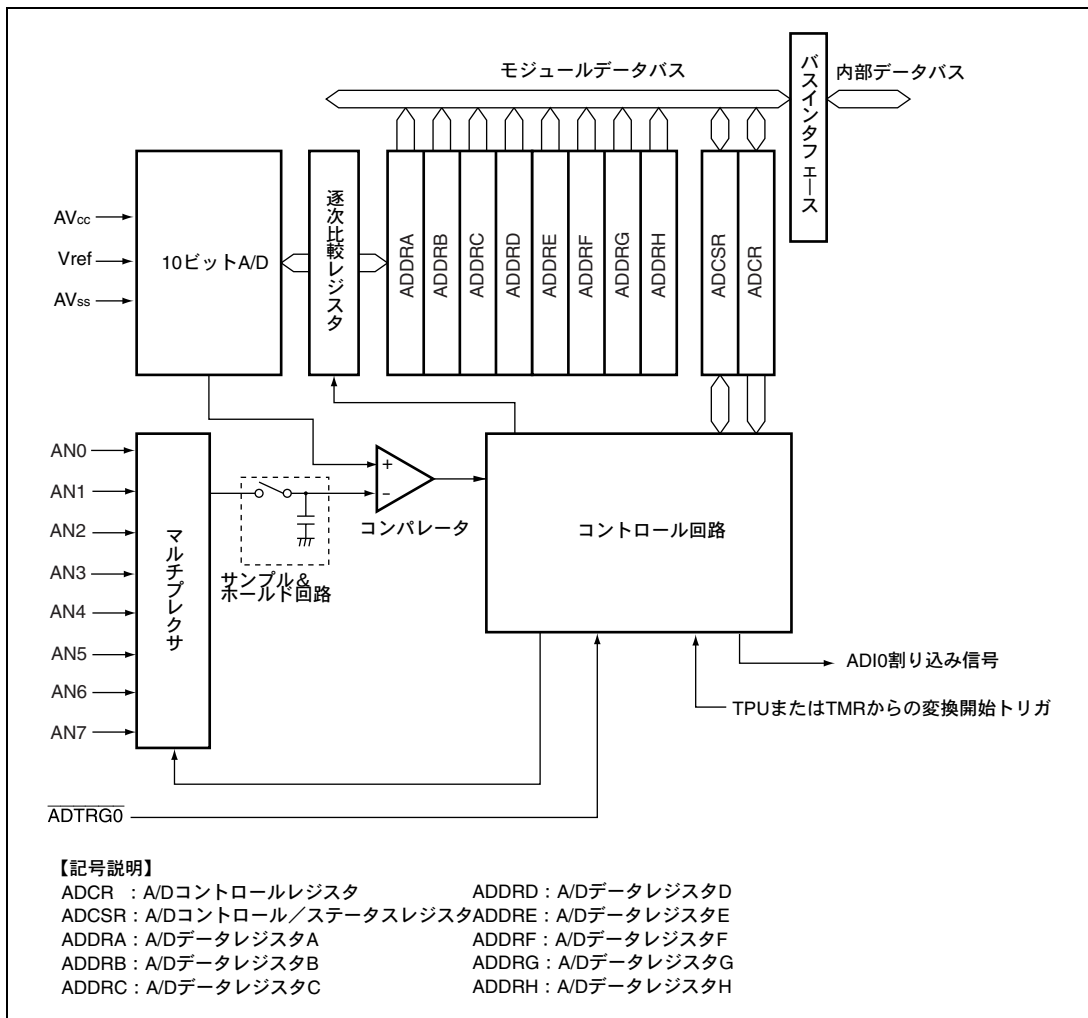 モジュールデータバス
バスインタフェース
内部データバス
AVcc
Vref
AVss
10ビットA/D
逐次比較レジスタ
ADDRA
ADDRB
ADDRC
ADDRD
ADDRE
ADDRF
ADDRG
ADDRH
ADCSR
ADCR
AN0
AN1
AN2
AN3
AN4
AN5
AN6
AN7
マルチプレクサ
サンプル&
ホールド回路
+
−
コンパレータ
コントロール回路
ADI0割り込み信号
TPUまたはTMRからの変換開始トリガ
ADTRG0
【記号説明】
ADCR :A/Dコントロールレジスタ
ADCSR:A/Dコントロール/ステータスレジスタ
ADDRA:A/DデータレジスタA
ADDRB:A/DデータレジスタB
ADDRC:A/DデータレジスタC
ADDRD:A/DデータレジスタD
ADDRE:A/DデータレジスタE
ADDRF:A/DデータレジスタF
ADDRG:A/DデータレジスタG
ADDRH:A/DデータレジスタH